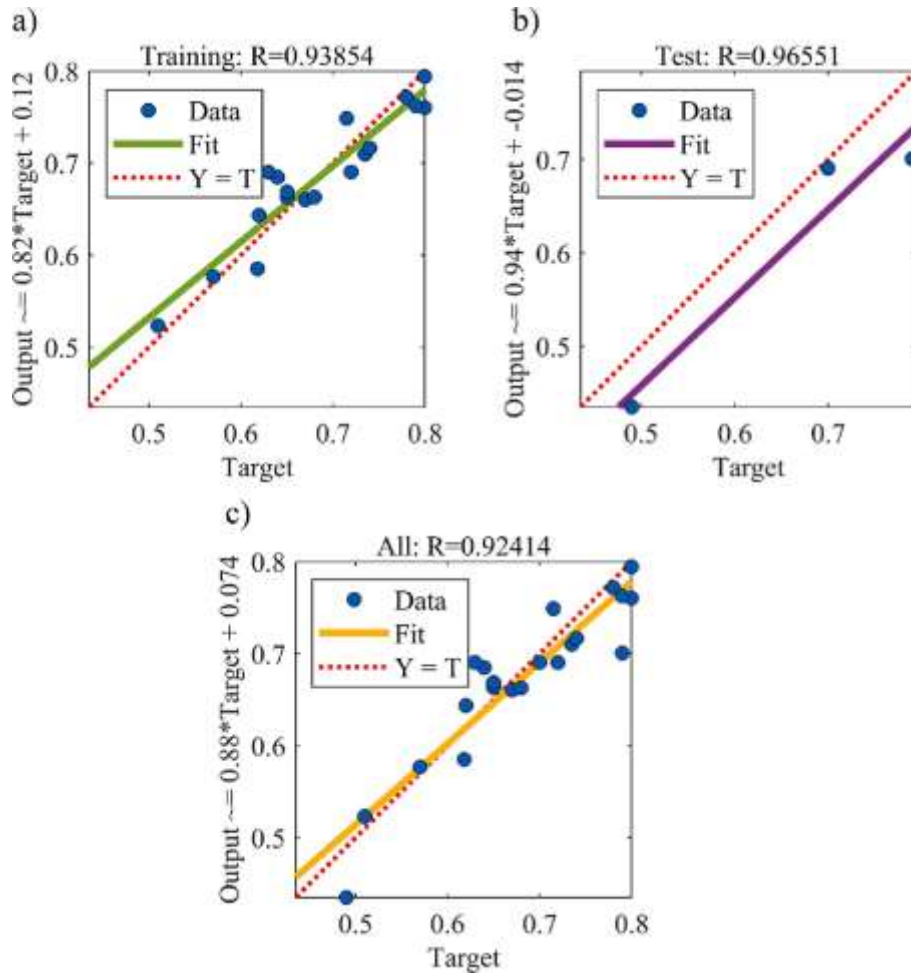 a)
Training: R=0.93854
Output ~= 0.82*Target + 0.12
0.8
0.7
0.6
0.5
Data
Fit
Y = T
0.5
0.6
0.7
0.8
Target
b)
Test: R=0.96551
Output ~= 0.94*Target + -0.014
0.7
0.5
Data
Fit
Y = T
0.5
0.6
0.7
Target
c)
All: R=0.92414
Output ~= 0.88*Target + 0.074
0.8
0.7
0.6
0.5
Data
Fit
Y = T
0.5
0.6
0.7
0.8
Target